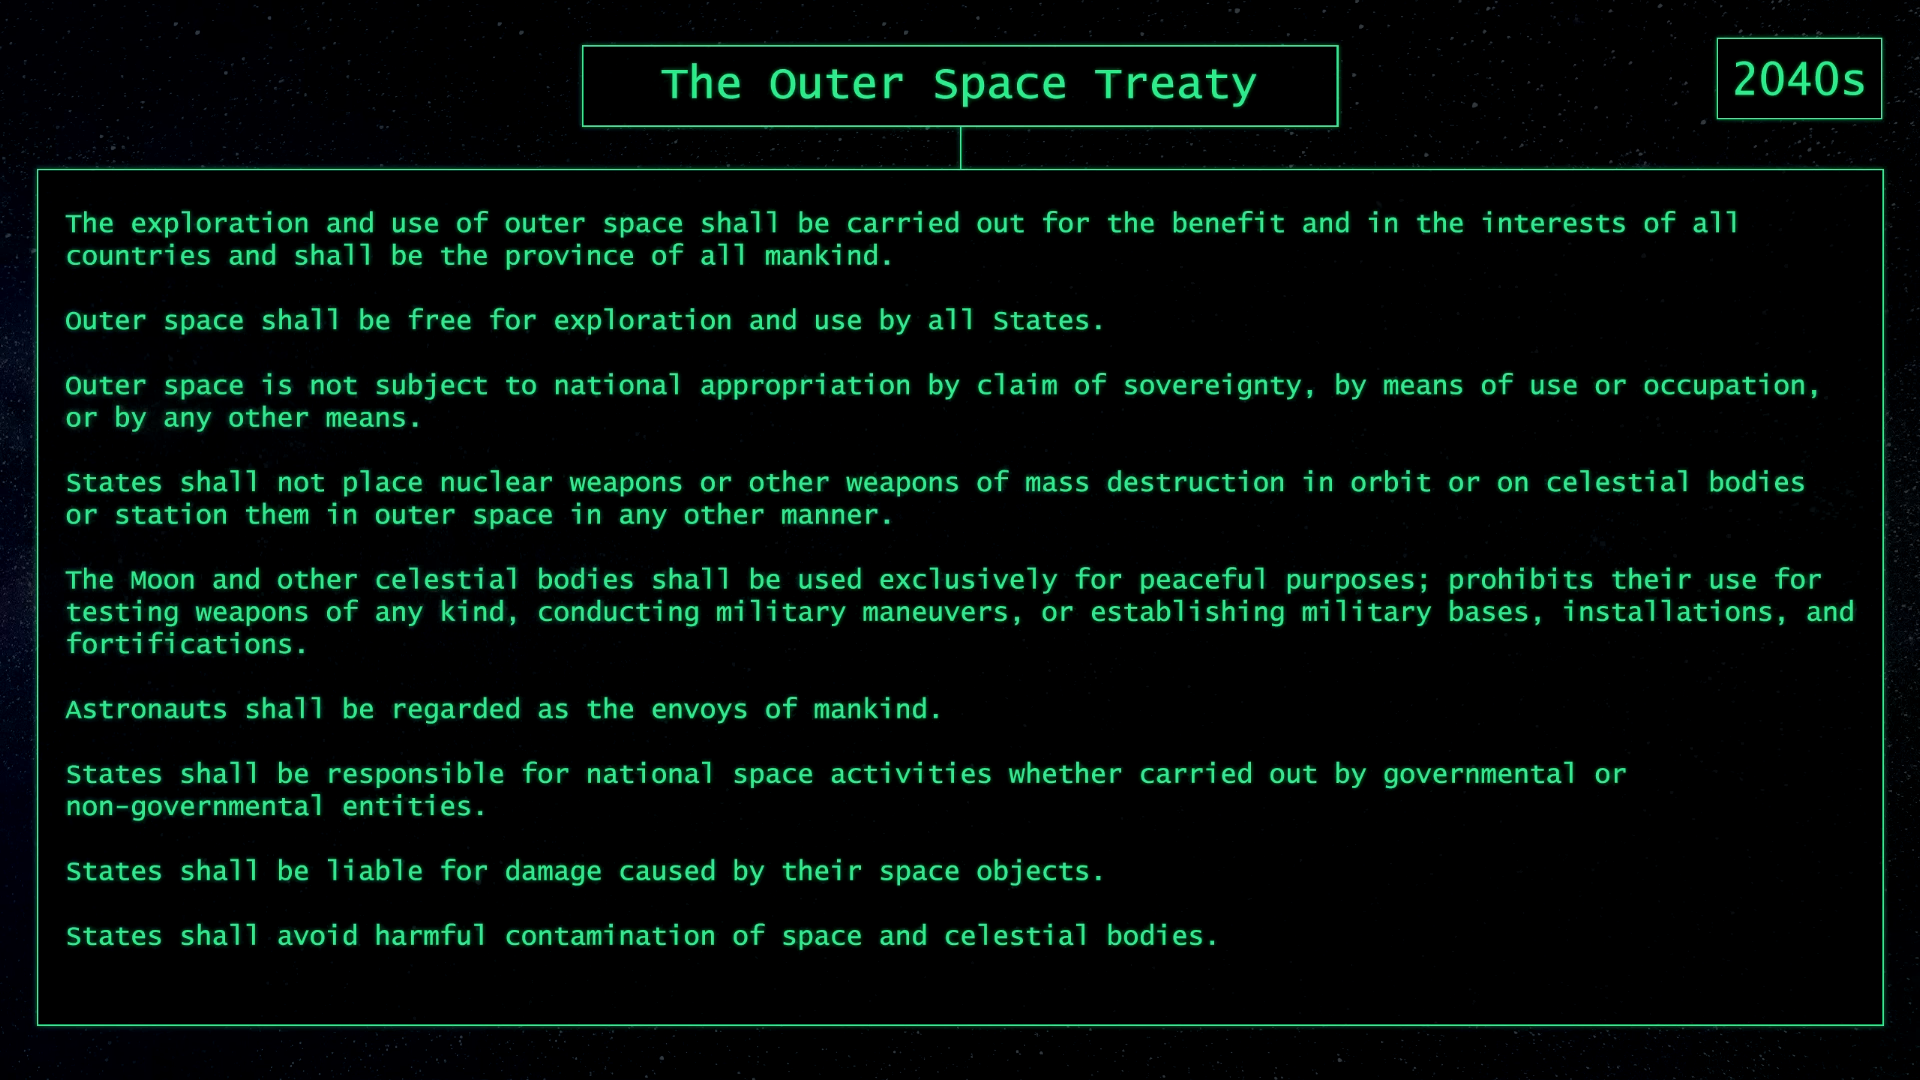 The Outer Space Treaty
2040s
The exploration and use of outer space shall be carried out for the benefit and in the interests of all
countries and shall be the province of all mankind.
Outer space shall be free for exploration and use by all States.
Outer space is not subject to national appropriation by claim of sovereignty, by means of use or occupation,
or by any other means.
States shall not place nuclear weapons or other weapons of mass destruction in orbit or on celestial bodies
or station them in outer space in any other manner.
The Moon and other celestial bodies shall be used exclusively for peaceful purposes; prohibits their use for
testing weapons of any kind, conducting military maneuvers, or establishing military bases, installations, and
fortifications.
Astronauts shall be regarded as the envoys of mankind.
States shall be responsible for national space activities whether carried out by governmental or
non-governmental entities.
States shall be liable for damage caused by their space objects.
States shall avoid harmful contamination of space and celestial bodies.